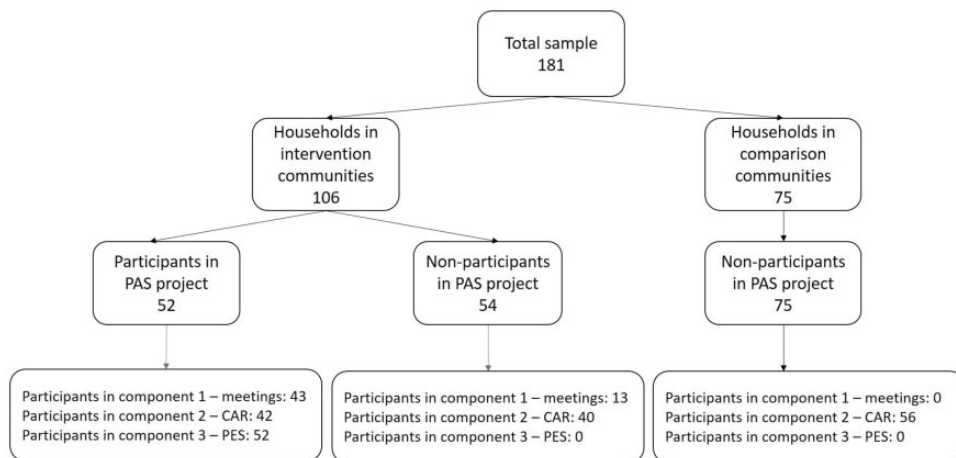 Total sample
181
Households in
intervention
communities
106
Households in
comparison
communities
75
Participants in
PAS project
52
Non-participants
in PAS project
54
Non-participants
in PAS project
75
Participants in component 1 – meetings: 43
Participants in component 2 – CAR: 42
Participants in component 3 – PES: 52
Participants in component 1 – meetings: 13
Participants in component 2 – CAR: 40
Participants in component 3 – PES: 0
Participants in component 1 – meetings: 0
Participants in component 2 – CAR: 56
Participants in component 3 – PES: 0